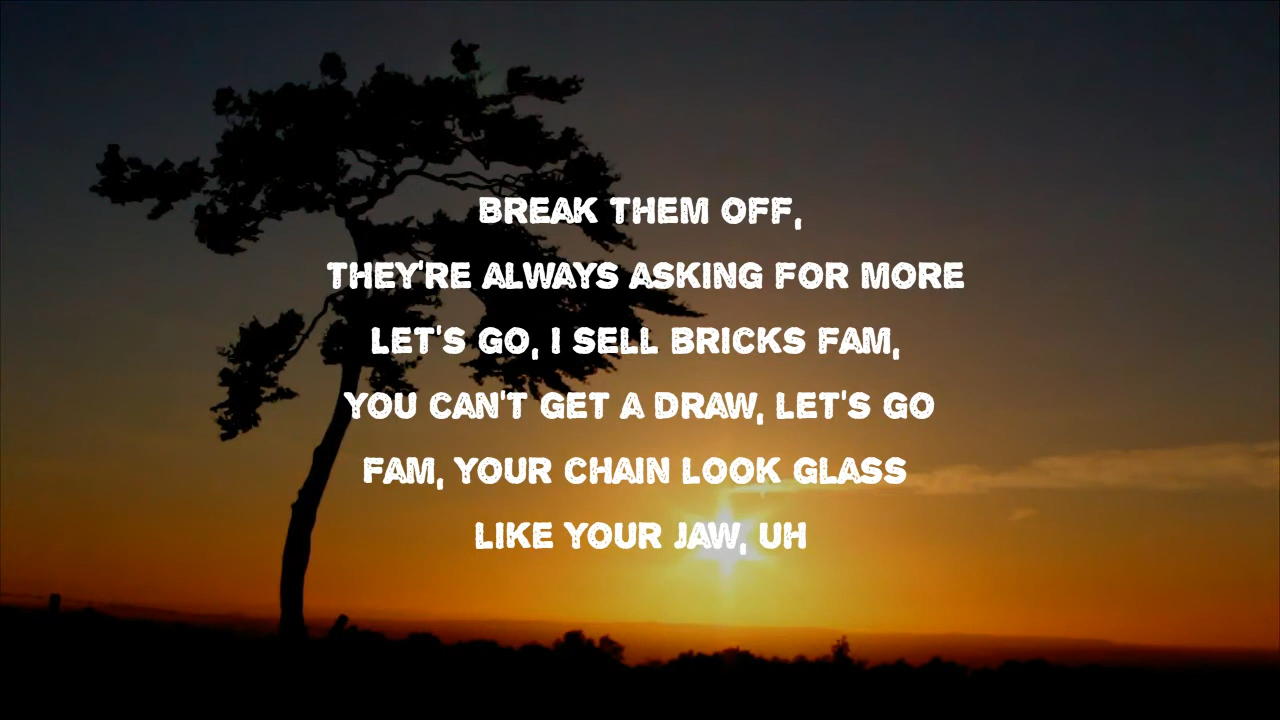 BREAK THEM OFF,
THEY'RE ALWAYS ASKING FOR MORE
LET'S GO, I SELL BRICKS FAM,
YOU CAN'T GET A DRAW, LET'S GO
FAM, YOUR CHAIN LOOK GLASS
LIKE YOUR JAW, UH